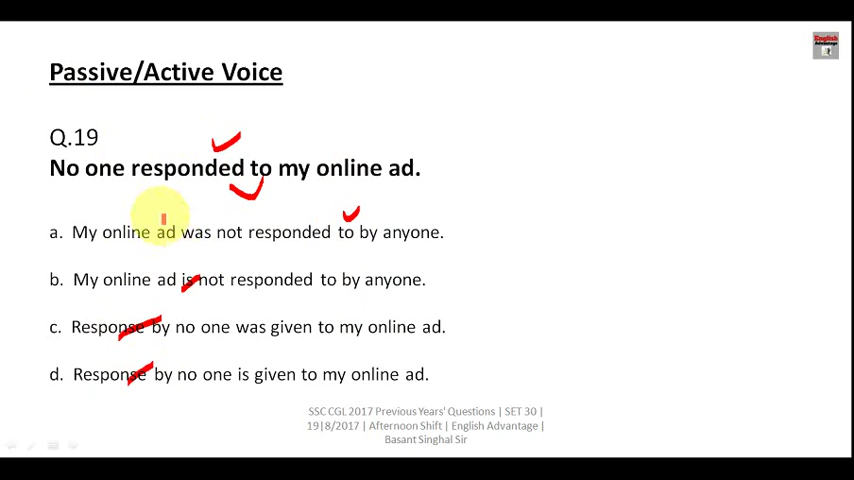 English
Advantage
Passive/Active Voice
Q.19
No one responded to my online ad.
a. My online ad was not responded to by anyone.
b. My online ad is not responded to by anyone.
c. Response by no one was given to my online ad.
d. Response by no one is given to my online ad.
SSC CGL 2017 Previous Years' Questions | SET 30 |
19|8/2017 | Afternoon Shift | English Advantage |
Basant Singhal Sir